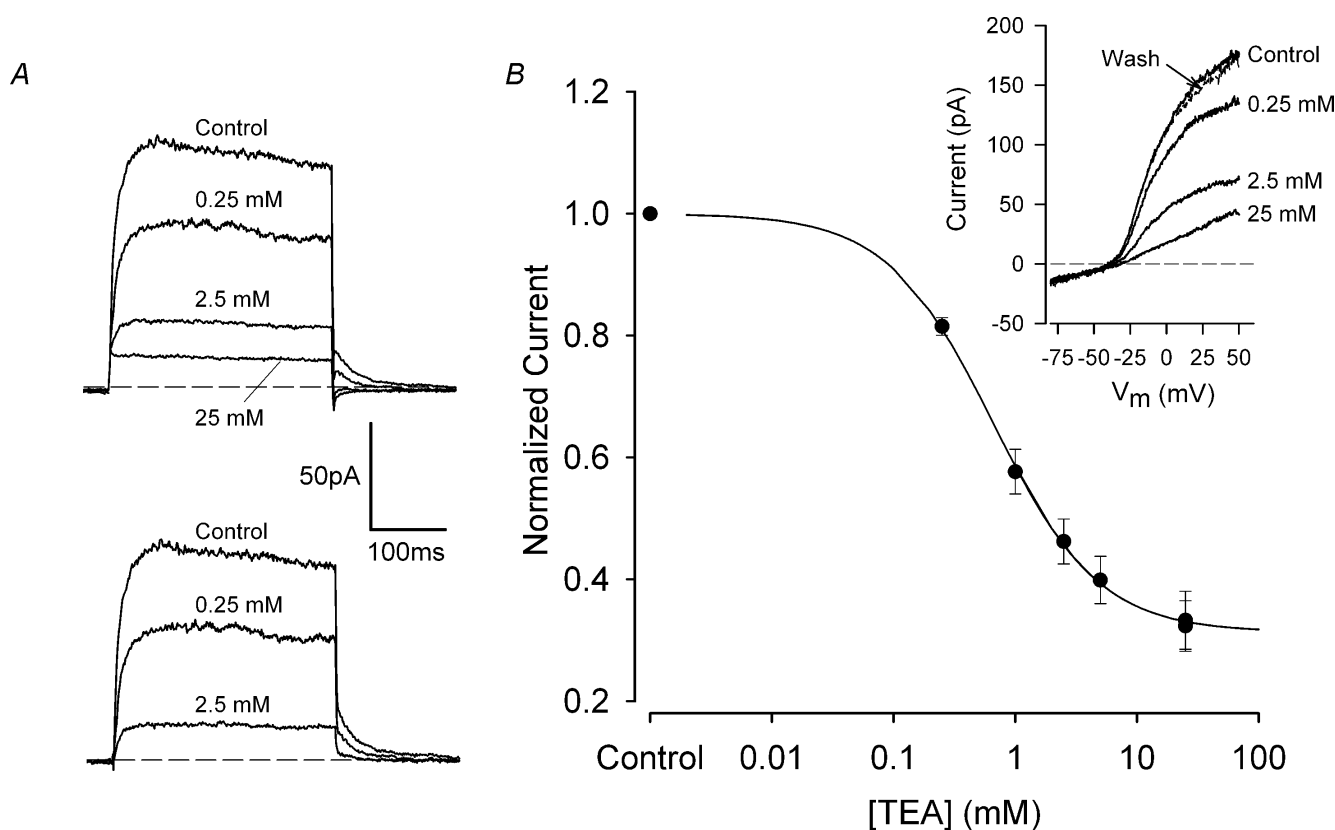 A
Control
0.25 mM
2.5 mM
25 mM
50pA
100ms
Control
0.25 mM
2.5 mM
B
Normalized Current
1.2
1.0
0.8
0.6
0.4
0.2
Control 0.01 0.1 1 10 100
[TEA] (mM)
Current (pA)
200
150
100
50
0
-50
Wash
Control
0.25 mM
2.5 mM
25 mM
-75 -50 -25 0 25 50
Vm (mV)